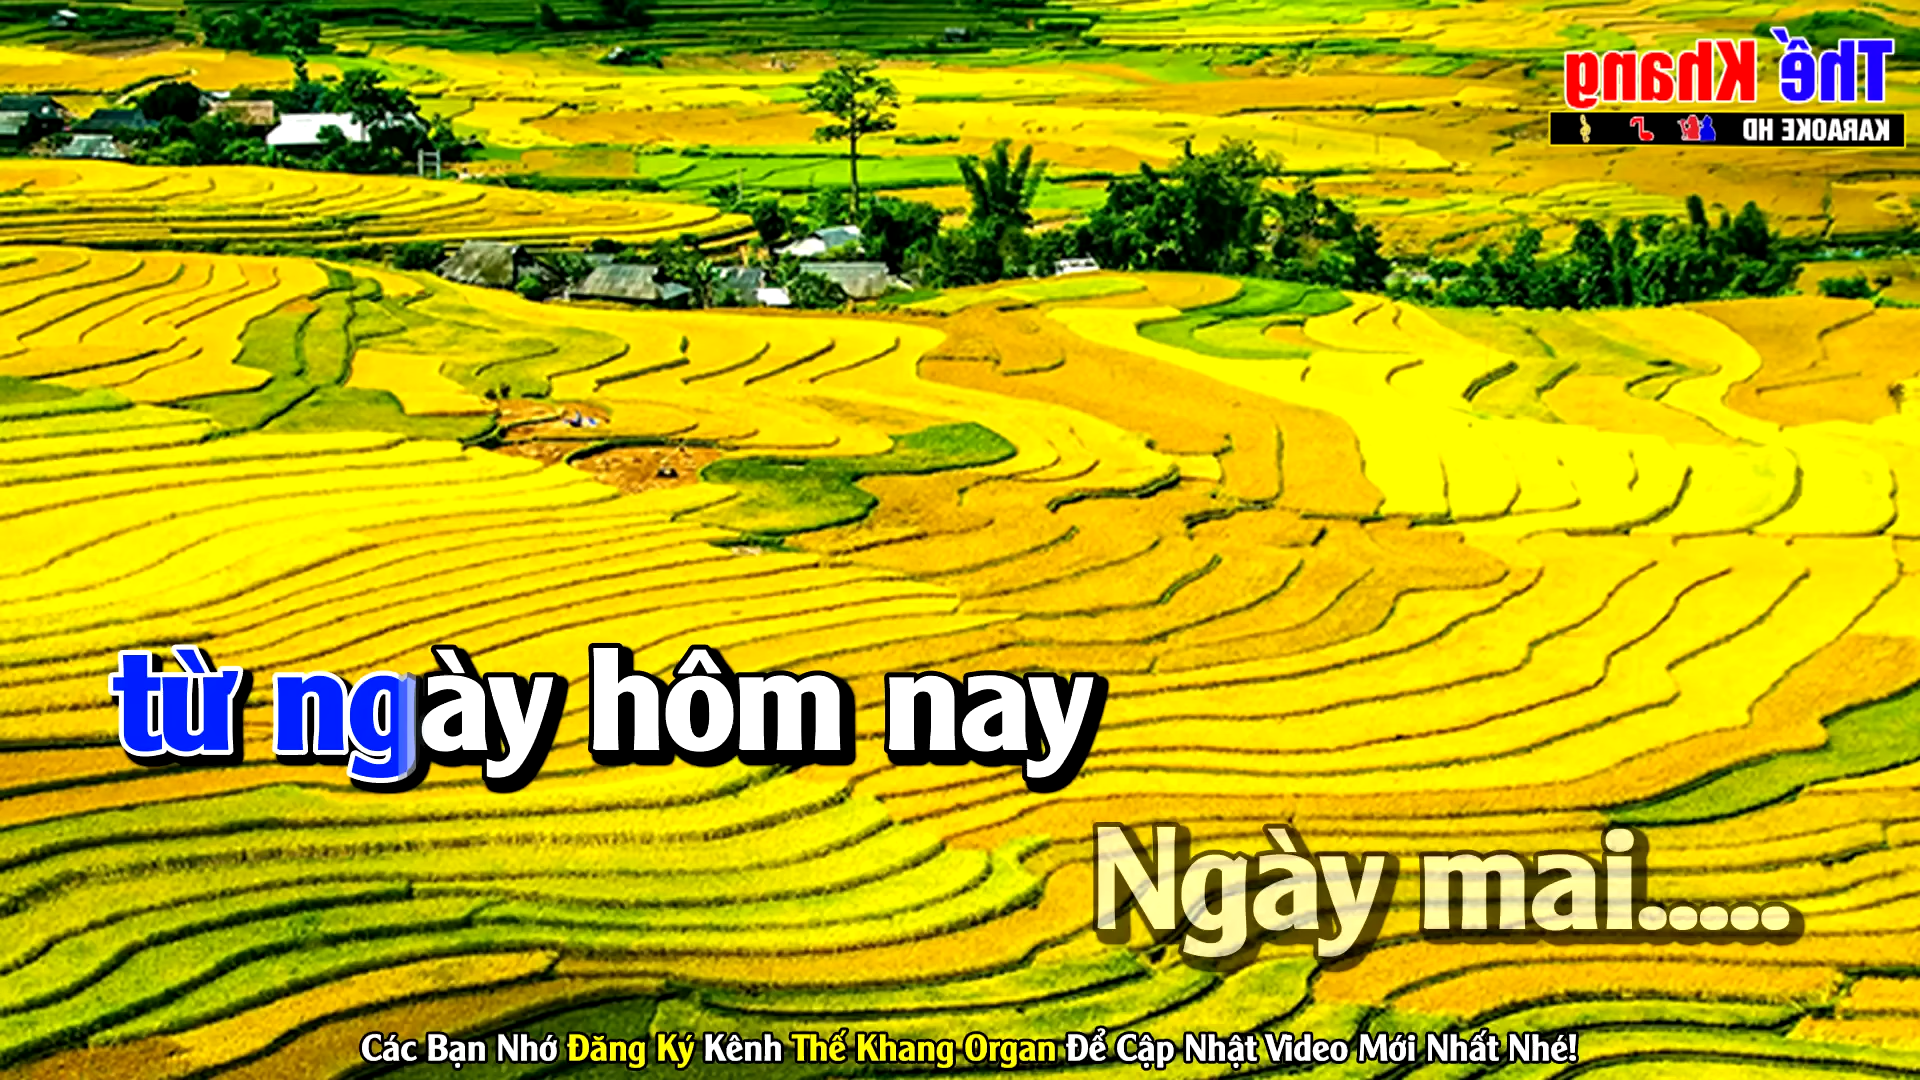 Thế Khang
KARAOKE HD
từ ngày hôm nay
Ngày mai.....
Các Bạn Nhớ Đăng Ký Kênh Thế Khang Organ Để Cập Nhật Video Mới Nhất Nhé!